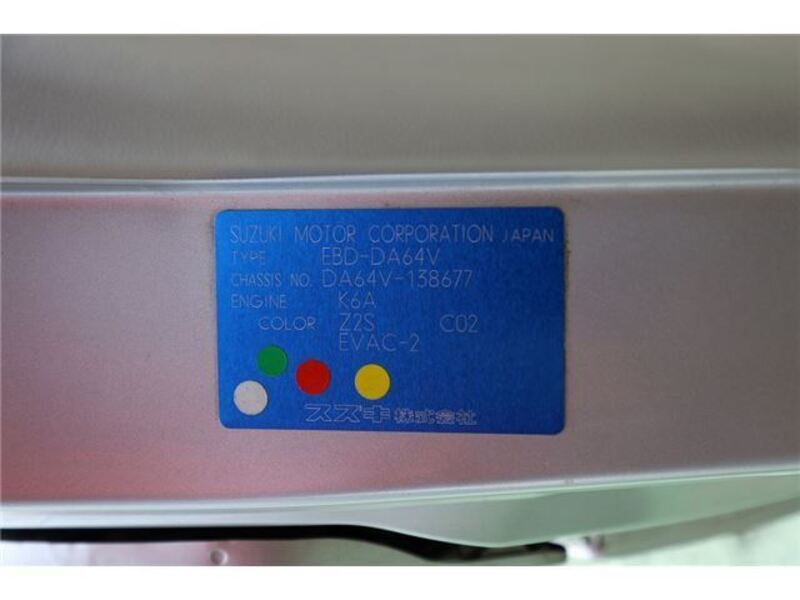 SUZUKI MOTOR CORPORATION JAPAN
TYPE EBD-DA64V
CHASSIS NO. DA64V-138677
ENGINE K6A
COLOR Z2S C02
EVAC-2
スズキ株式会社